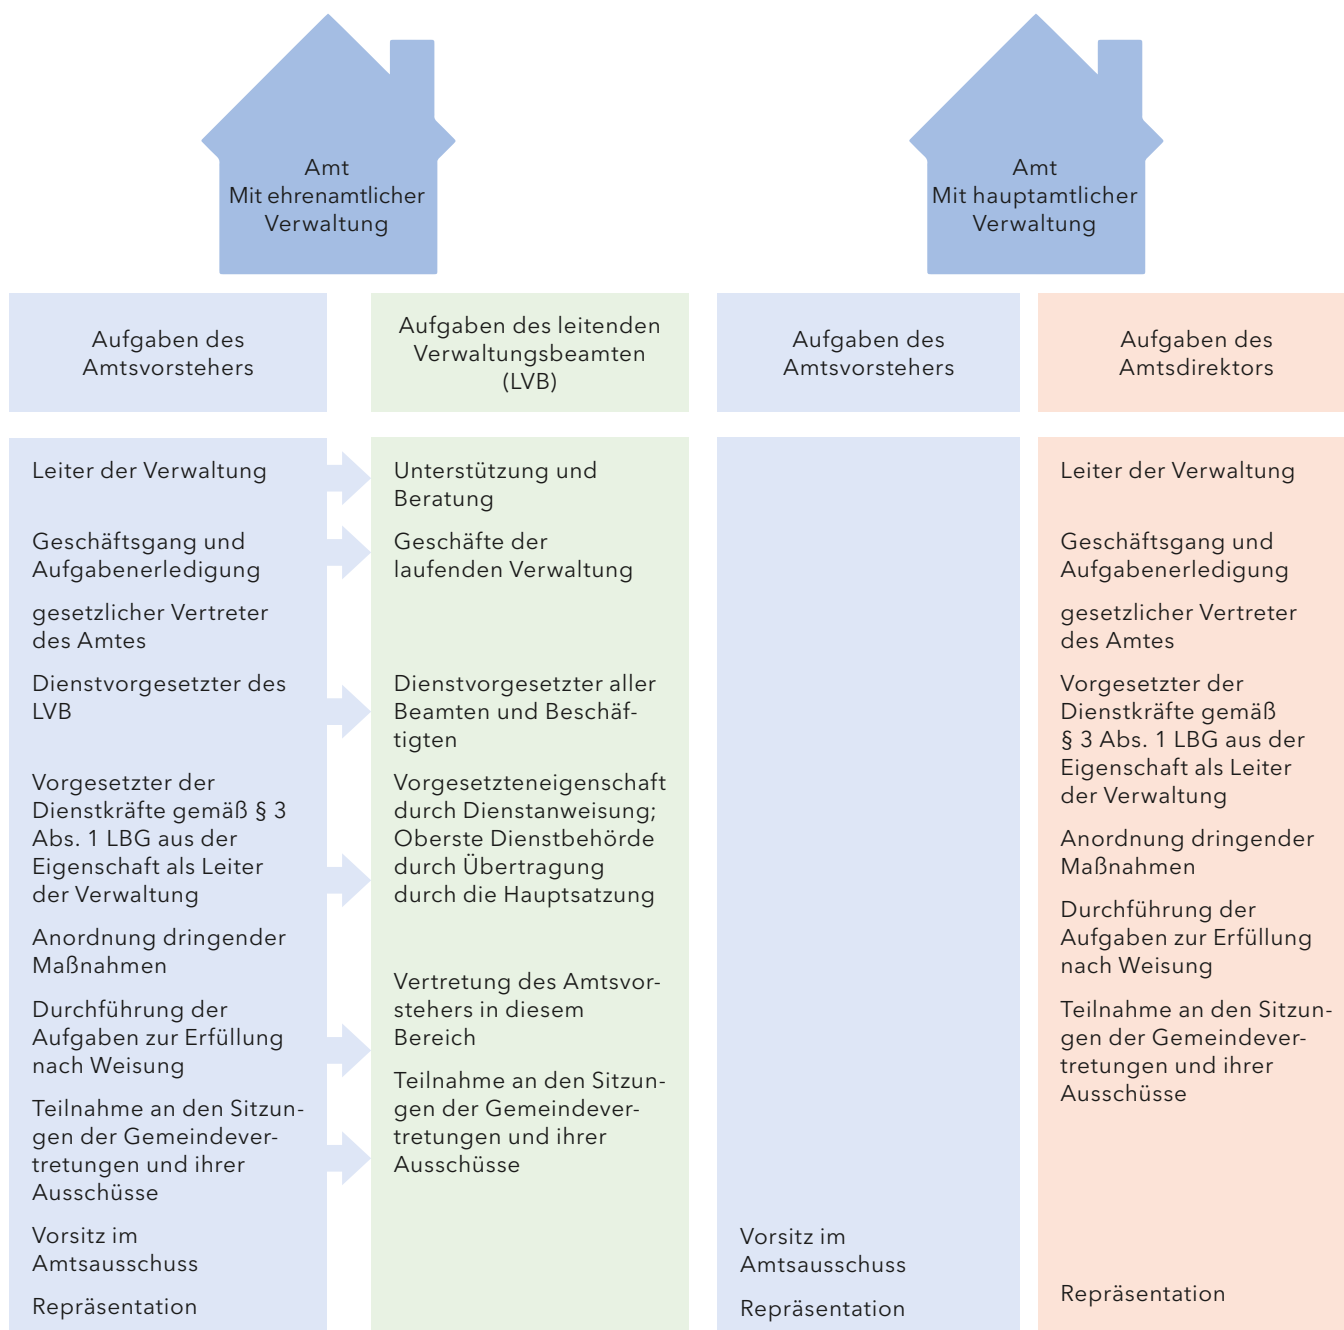 Amt
Mit ehrenamtlicher
Verwaltung
Amt
Mit hauptamtlicher
Verwaltung
Aufgaben des
Amtsvorstehers
Aufgaben des leitenden
Verwaltungsbeamten
(LVB)
Aufgaben des
Amtsvorstehers
Aufgaben des
Amtsdirektors
Leiter der Verwaltung
Geschäftsgang und
Aufgabenerledigung
gesetzlicher Vertreter
des Amtes
Dienstvorgesetzter des
LVB
Vorgesetzter der
Dienstkräfte gemäß § 3
Abs. 1 LBG aus der
Eigenschaft als Leiter
der Verwaltung
Anordnung dringender
Maßnahmen
Durchführung der
Aufgaben zur Erfüllung
nach Weisung
Teilnahme an den Sitzun-
gen der Gemeindever-
tretungen und ihrer
Ausschüsse
Vorsitz im
Amtsausschuss
Repräsentation
Unterstützung und
Beratung
Geschäfte der
laufenden Verwaltung
Dienstvorgesetzter aller
Beamten und Beschäf-
tigten
Vorgesetzteneigenschaft
durch Dienstanweisung;
Oberste Dienstbehörde
durch Übertragung
durch die Hauptsatzung
Vertretung des Amtsvor-
stehers in diesem
Bereich
Teilnahme an den Sitzun-
gen der Gemeindever-
tretungen und ihrer
Ausschüsse
Vorsitz im
Amtsausschuss
Repräsentation
Leiter der Verwaltung
Geschäftsgang und
Aufgabenerledigung
gesetzlicher Vertreter
des Amtes
Vorgesetzter der
Dienstkräfte gemäß
§ 3 Abs. 1 LBG aus der
Eigenschaft als Leiter
der Verwaltung
Anordnung dringender
Maßnahmen
Durchführung der
Aufgaben zur Erfüllung
nach Weisung
Teilnahme an den Sitzun-
gen der Gemeindever-
tretungen und ihrer
Ausschüsse
Repräsentation